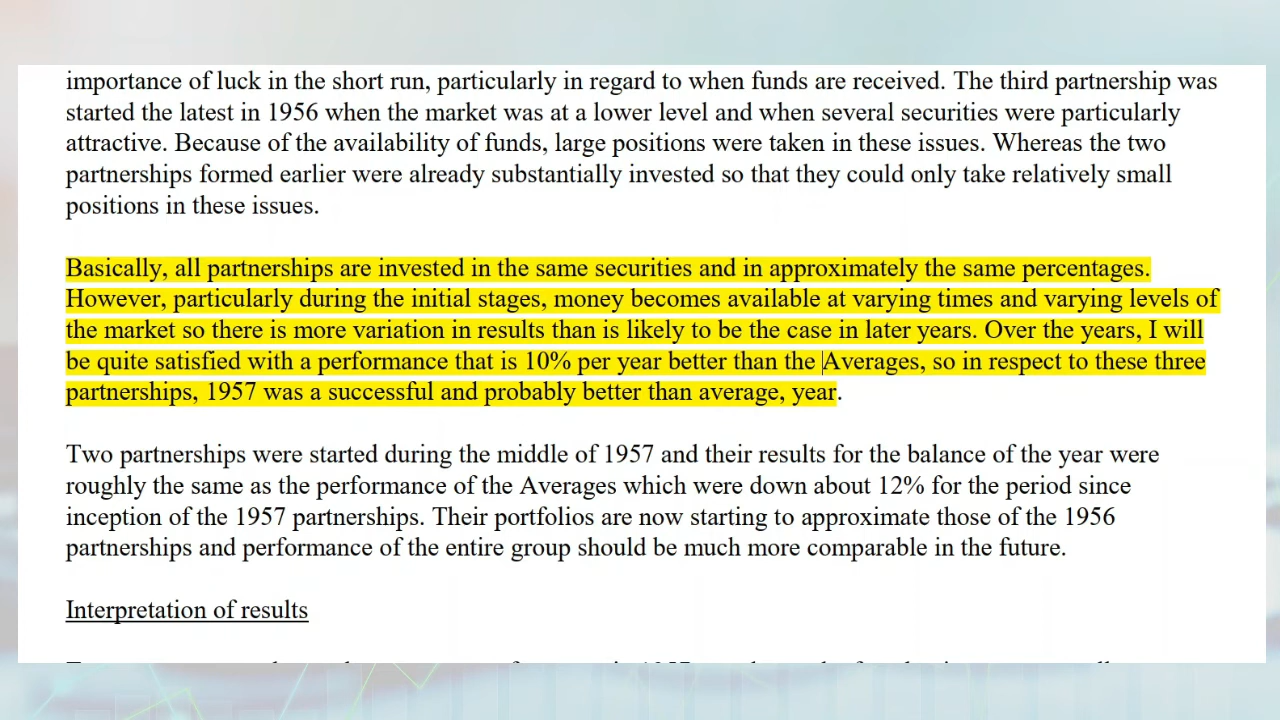 importance of luck in the short run, particularly in regard to when funds are received. The third partnership was
started the latest in 1956 when the market was at a lower level and when several securities were particularly
attractive. Because of the availability of funds, large positions were taken in these issues. Whereas the two
partnerships formed earlier were already substantially invested so that they could only take relatively small
positions in these issues.
Basically, all partnerships are invested in the same securities and in approximately the same percentages.
However, particularly during the initial stages, money becomes available at varying times and varying levels of
the market so there is more variation in results than is likely to be the case in later years. Over the years, I will
be quite satisfied with a performance that is 10% per year better than the Averages, so in respect to these three
partnerships, 1957 was a successful and probably better than average, year.
Two partnerships were started during the middle of 1957 and their results for the balance of the year were
roughly the same as the performance of the Averages which were down about 12% for the period since
inception of the 1957 partnerships. Their portfolios are now starting to approximate those of the 1956
partnerships and performance of the entire group should be much more comparable in the future.
Interpretation of results